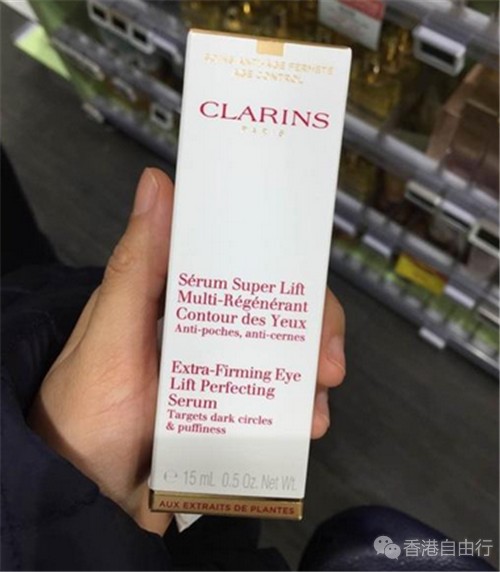 SOINS ANTI-ÂGE FERMETÉ
AGE CONTROL
CLARINS
PARIS
Sérum Super Lift
Multi-Régénérant
Contour des Yeux
Anti-poches, anti-cernes
Extra-Firming Eye
Lift Perfecting
Serum
Targets dark circles
& puffiness
℮ 15 mL 0.5 Oz. Net Wt.
AUX EXTRAITS DE PLANTES
香港自由行